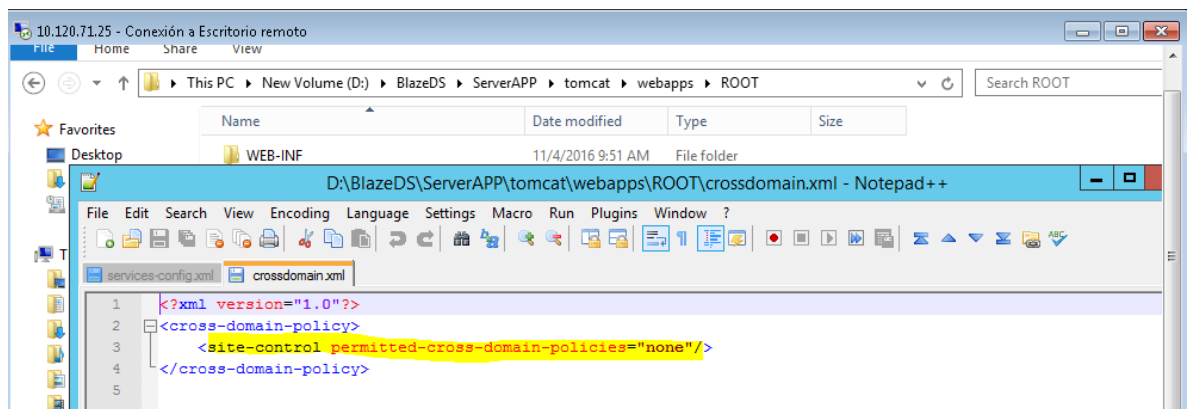 10.120.71.25 - Conexión a Escritorio remoto
File Home Share View
This PC New Volume (D:) BlazeDS ServerAPP tomcat webapps ROOT Search ROOT
Favorites Name Date modified Type Size
Desktop WEB-INF 11/4/2016 9:51 AM File folder
D:\BlazeDS\ServerAPP\tomcat\webapps\ROOT\crossdomain.xml - Notepad++
File Edit Search View Encoding Language Settings Macro Run Plugins Window ?
ABC
T
services-config.xml crossdomain.xml
1 <?xml version="1.0"?>
2 <cross-domain-policy>
3 <site-control permitted-cross-domain-policies="none"/>
4 </cross-domain-policy>
5